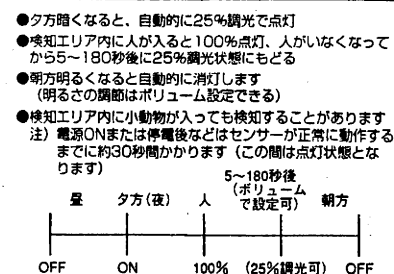 ●夕方暗くなると、自動的に25%調光で点灯
●検知エリア内に人が入ると100%点灯、人がいなくなって
から5~180秒後に25%調光状態にもどる
●朝方明るくなると自動的に消灯します
(明るさの調節はボリューム設定できる)
●検知エリア内に小動物が入っても検知することがあります
注)電源ONまたは停電後などはセンサーが正常に動作する
までに約30秒間かかります(この間は点灯状態とな
ります)
昼 夕方(夜) 人 5~180秒後 朝方
(ボリューム
で設定可)
OFF ON 100% (25%調光可) OFF